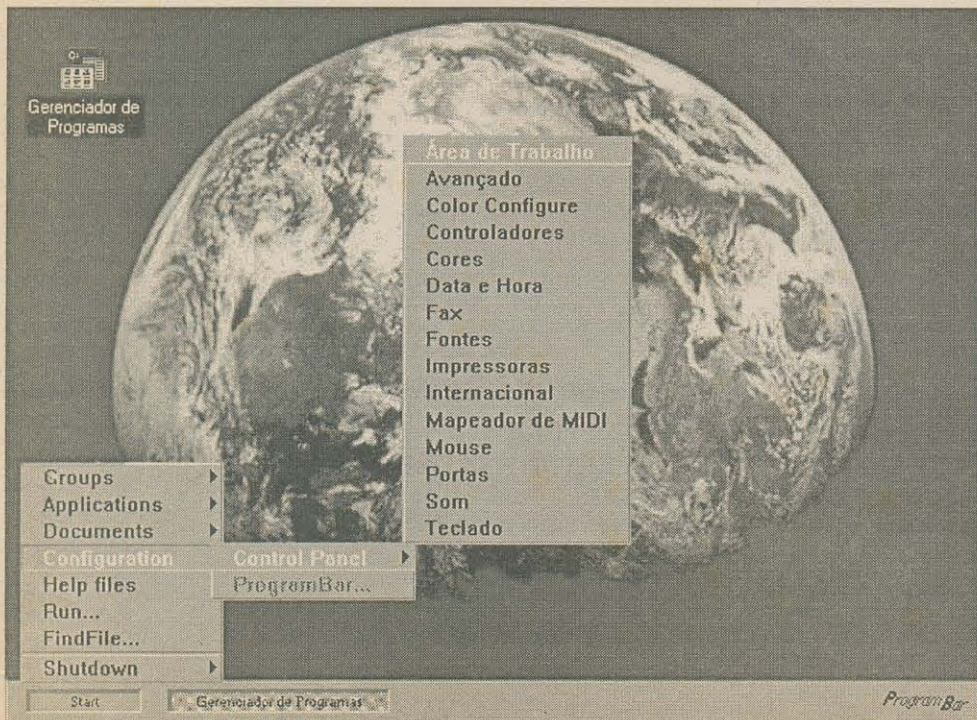 Gerenciador de
Programas
Área de Trabalho
Avançado
Color Configure
Controladores
Cores
Data e Hora
Fax
Fontes
Impressoras
Internacional
Mapeador de MIDI
Mouse
Portas
Som
Teclado
Groups
Applications
Documents
Configuration
Help files
Run...
FindFile...
Shutdown
Control Panel
ProgramBar...
Start
Gerenciador de Programas
ProgramBar